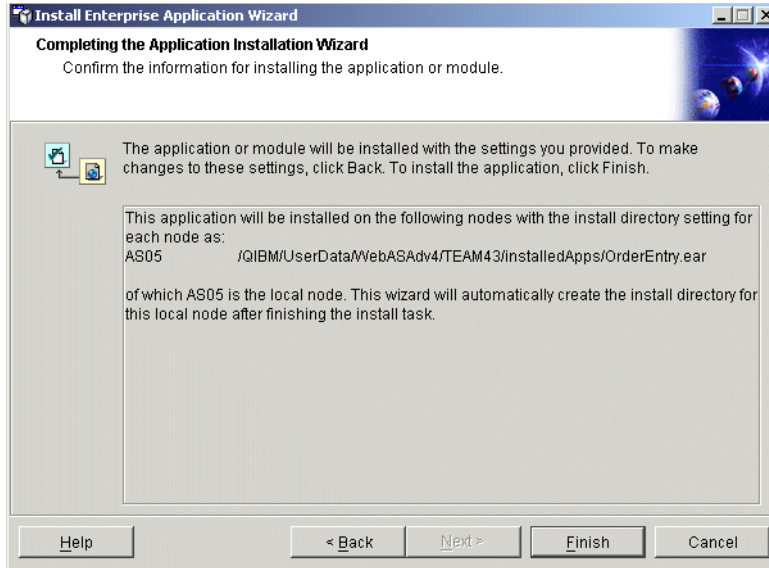 Install Enterprise Application Wizard
Completing the Application Installation Wizard
Confirm the information for installing the application or module.
The application or module will be installed with the settings you provided. To make
changes to these settings, click Back. To install the application, click Finish.
This application will be installed on the following nodes with the install directory setting for
each node as:
AS05 /QIBM/UserData/WebASAdv4/TEAM43/installedApps/OrderEntry.ear
of which AS05 is the local node. This wizard will automatically create the install directory for
this local node after finishing the install task.
Help < Back Next > Finish Cancel